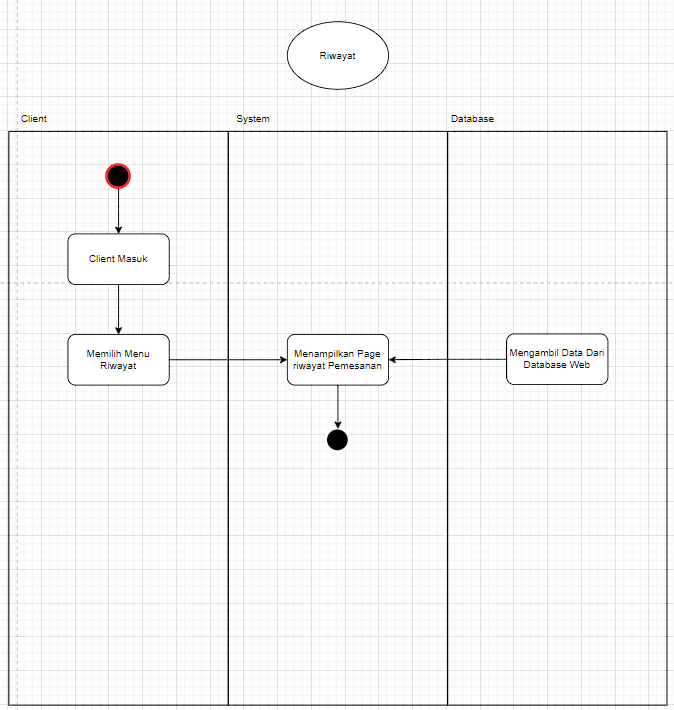 Riwayat
Client
System
Database
Client Masuk
Memilih Menu
Riwayat
Menampilkan Page
riwayat Pemesanan
Mengambil Data Dari
Database Web